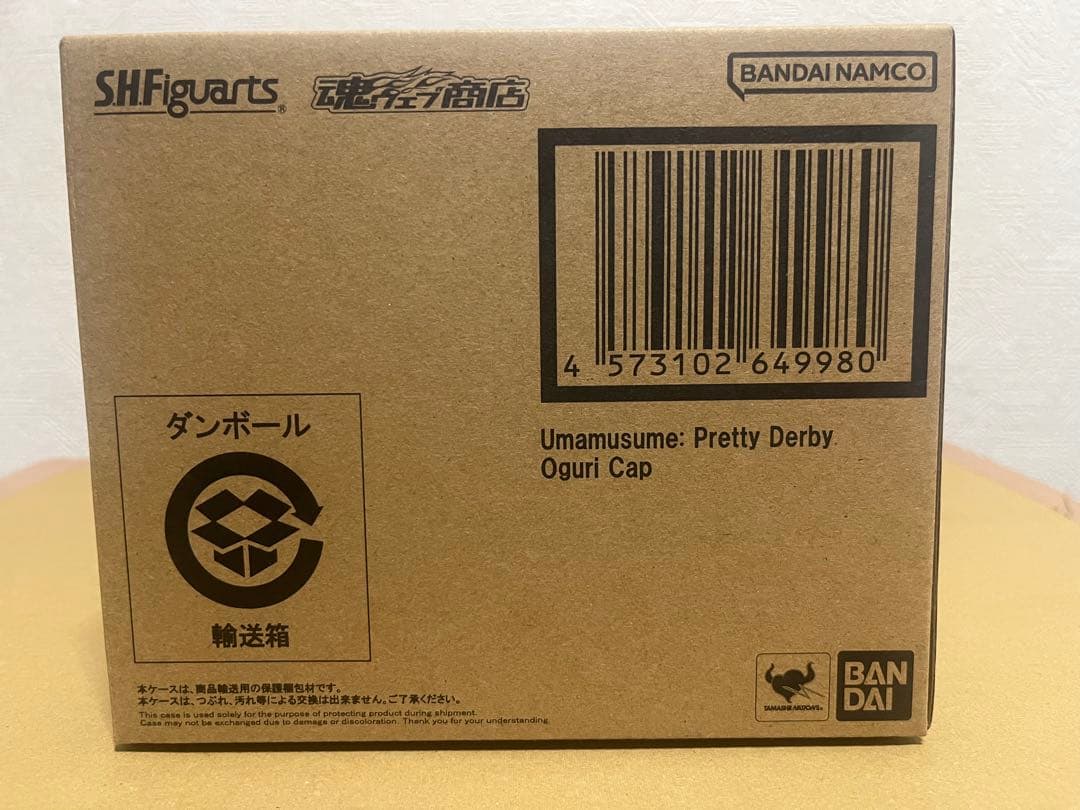 S.H.Figuarts®
魂ウェブ商店
BANDAI NAMCO
4 573102 649980
Umamusume: Pretty Derby
Oguri Cap
ダンボール
輸送箱
本ケースは、商品輸送用の保護梱包材です。
本ケースは、つぶれ、汚れ等による交換は出来ません。ご了承ください。
This case is used solely for the purpose of protecting product during shipment.
Case may not be exchanged due to damage or discoloration. Thank you for your understanding.
TAMASHII NATIONS®
BAN
DAI